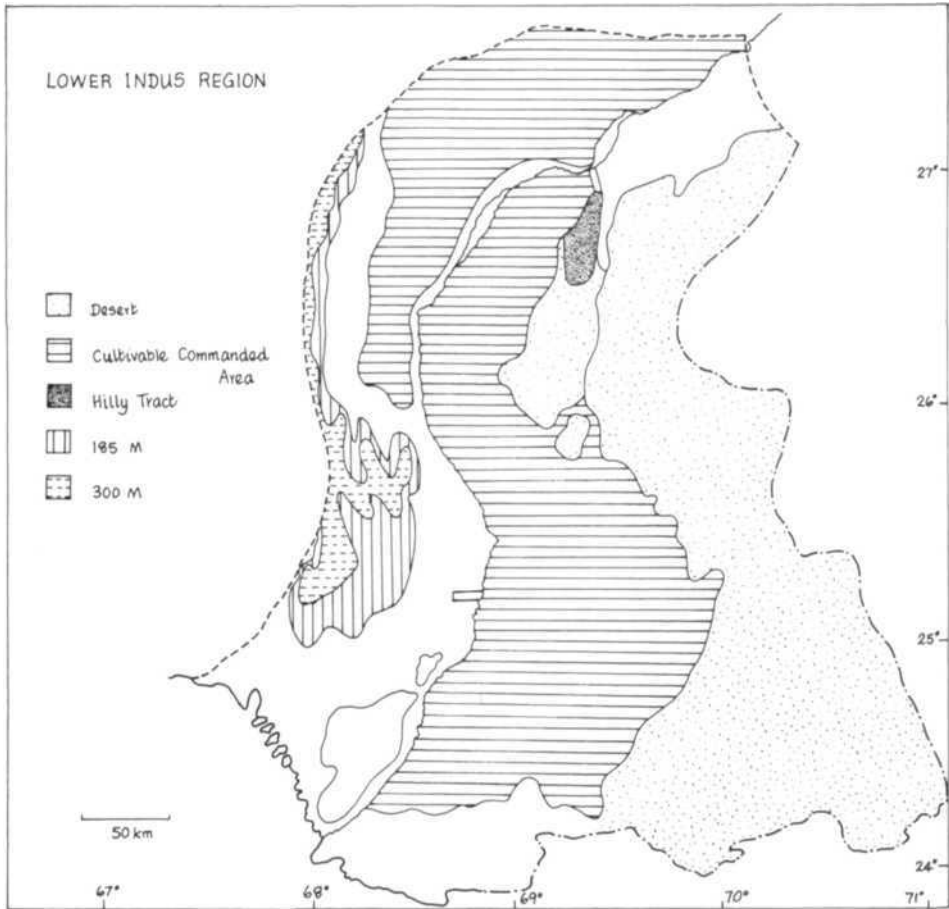 LOWER INDUS REGION
Desert
Cultivable Commanded
Area
Hilly Tract
185 M
300 M
50 km
27°
26°
25°
24°
67°
68°
69°
70°
71°